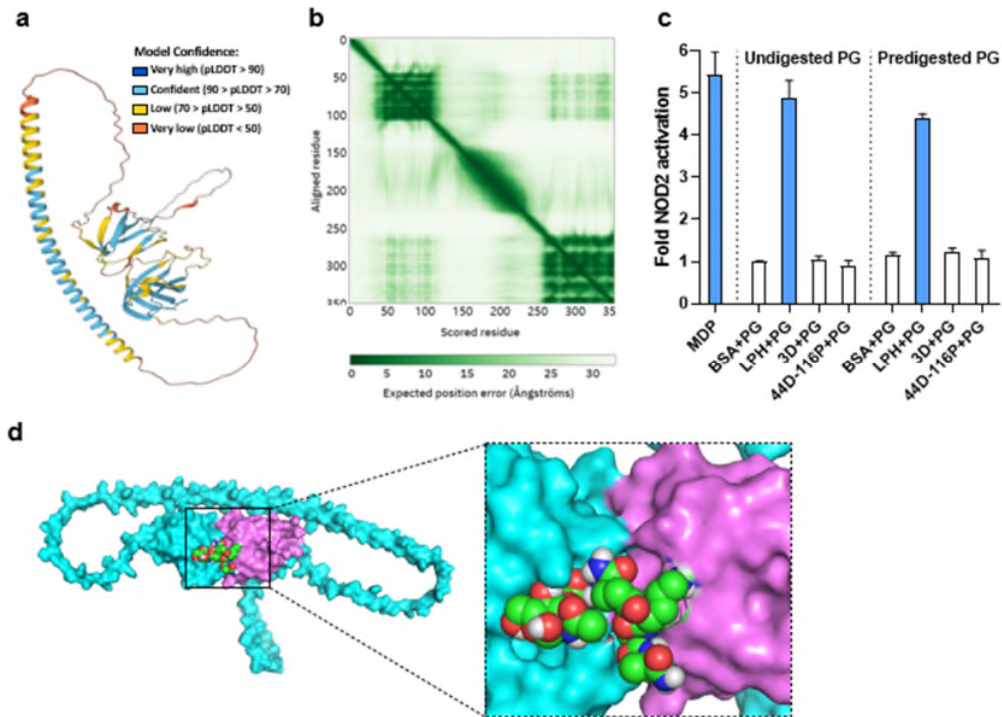 a
Model Confidence:
Very high (pLDDT > 90)
Confident (90 > pLDDT > 70)
Low (70 > pLDDT > 50)
Very low (pLDDT < 50)
b
0
50
100
150
200
250
300
350
Aligned residue
0 50 100 150 200 250 300 35
Scored residue
0 5 10 15 20 25 30
Expected position error (Ångströms)
c
Undigested PG Predigested PG
6
5
4
3
2
1
0
Fold NOD2 activation
MDP
BSA+PG
LPH+PG
3D+PG
44D-116P+PG
BSA+PG
LPH+PG
3D+PG
44D-116P+PG
d